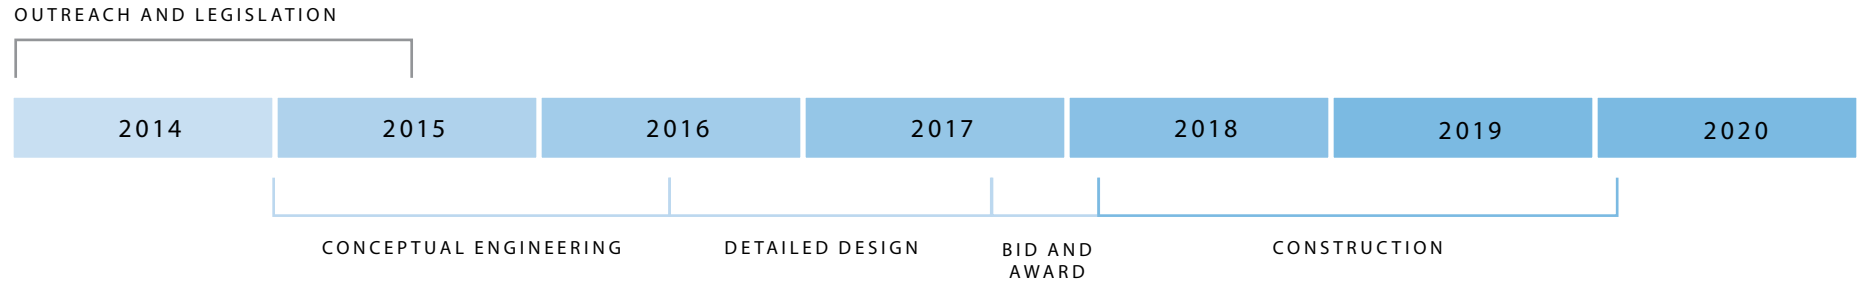 OUTREACH AND LEGISLATION
2014 2015 2016 2017 2018 2019 2020
CONCEPTUAL ENGINEERING
DETAILED DESIGN
BID AND
AWARD
CONSTRUCTION